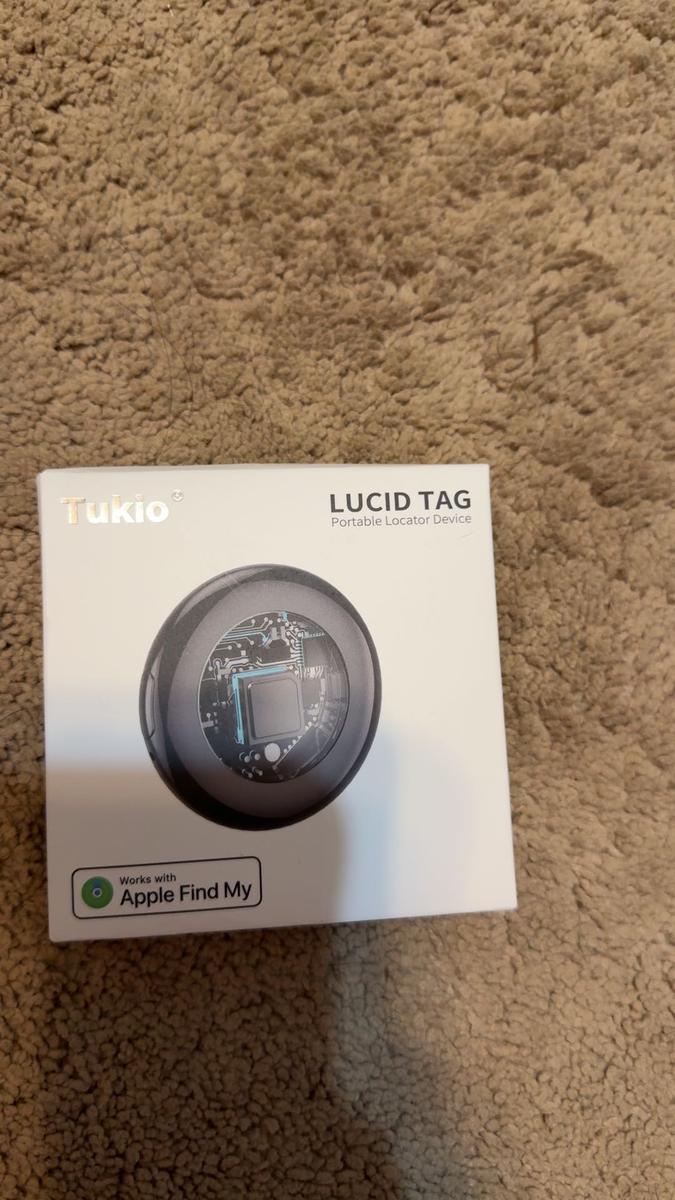 Tukio®
LUCID TAG
Portable Locator Device
Works with
Apple Find My